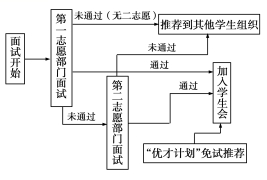 面试开始
第一志愿部门面试
未通过（无二志愿）
推荐到其他学生组织
未通过
通过
加入学生会
未通过
第二志愿部门面试
通过
“优才计划”免试推荐